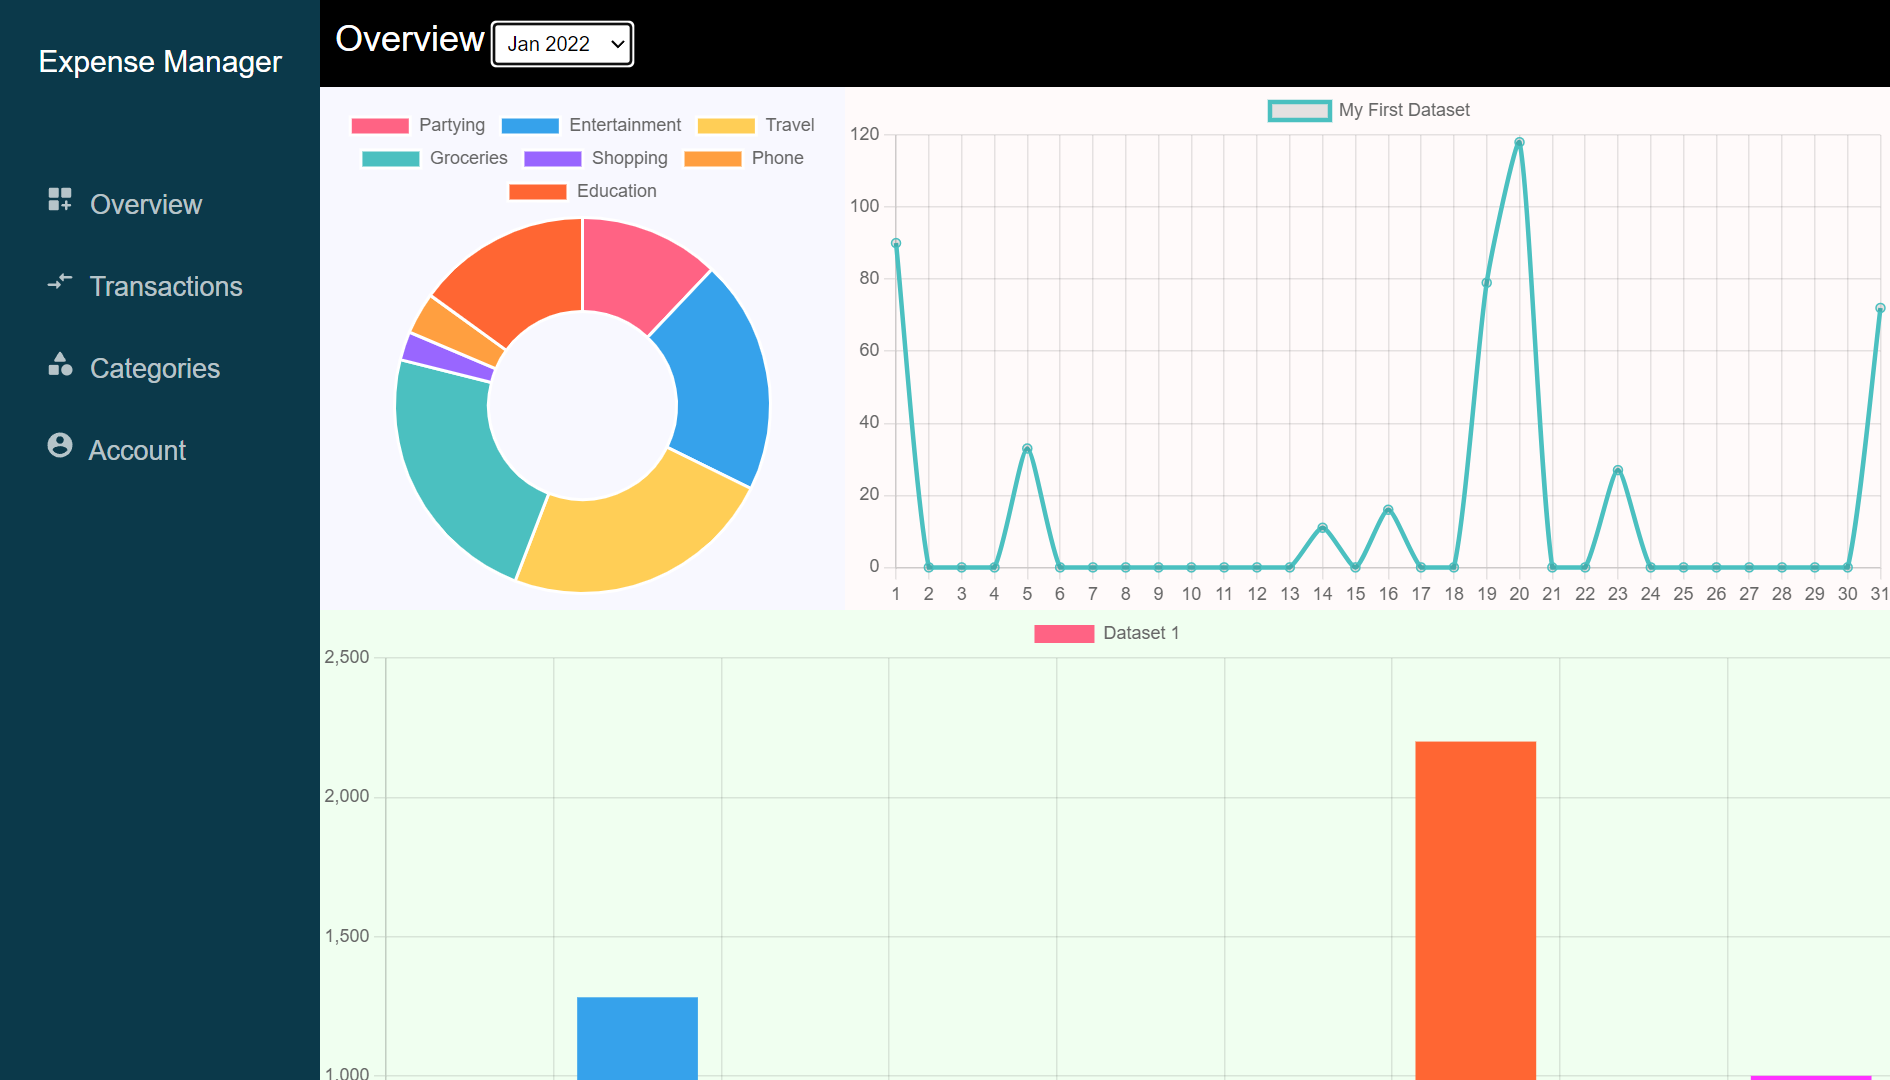 Expense Manager
Overview
Transactions
Categories
Account
Overview Jan 2022
Partying Entertainment Travel
Groceries Shopping Phone
Education
My First Dataset
120
100
80
60
40
20
0
1 2 3 4 5 6 7 8 9 10 11 12 13 14 15 16 17 18 19 20 21 22 23 24 25 26 27 28 29 30 31
Dataset 1
2,500
2,000
1,500
1,000